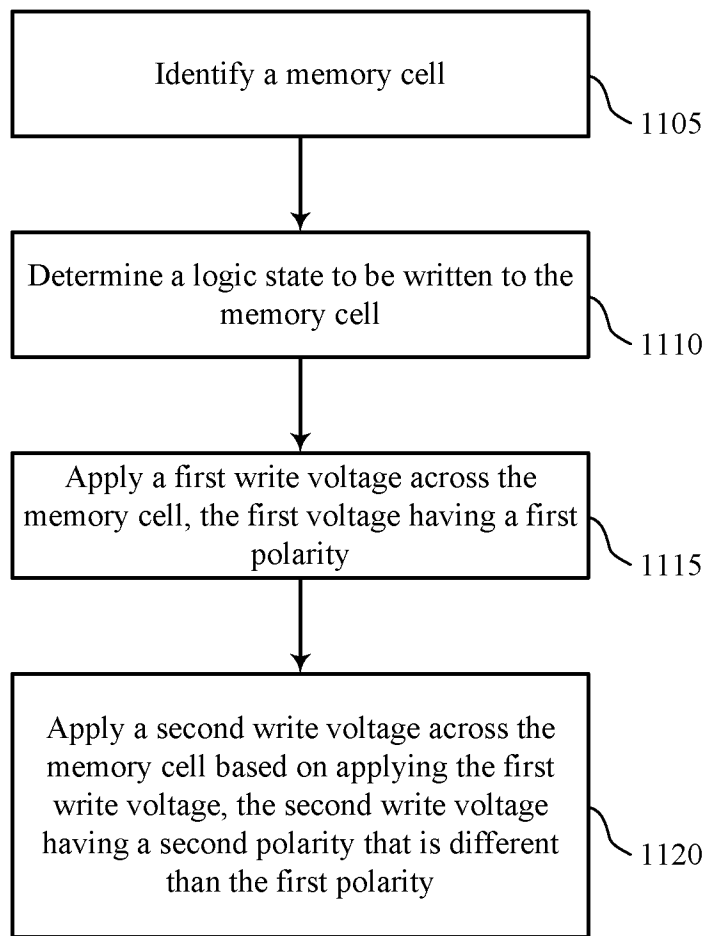 Identify a memory cell
1105
Determine a logic state to be written to the
memory cell
1110
Apply a first write voltage across the
memory cell, the first voltage having a first
polarity
1115
Apply a second write voltage across the
memory cell based on applying the first
write voltage, the second write voltage
having a second polarity that is different
than the first polarity
1120